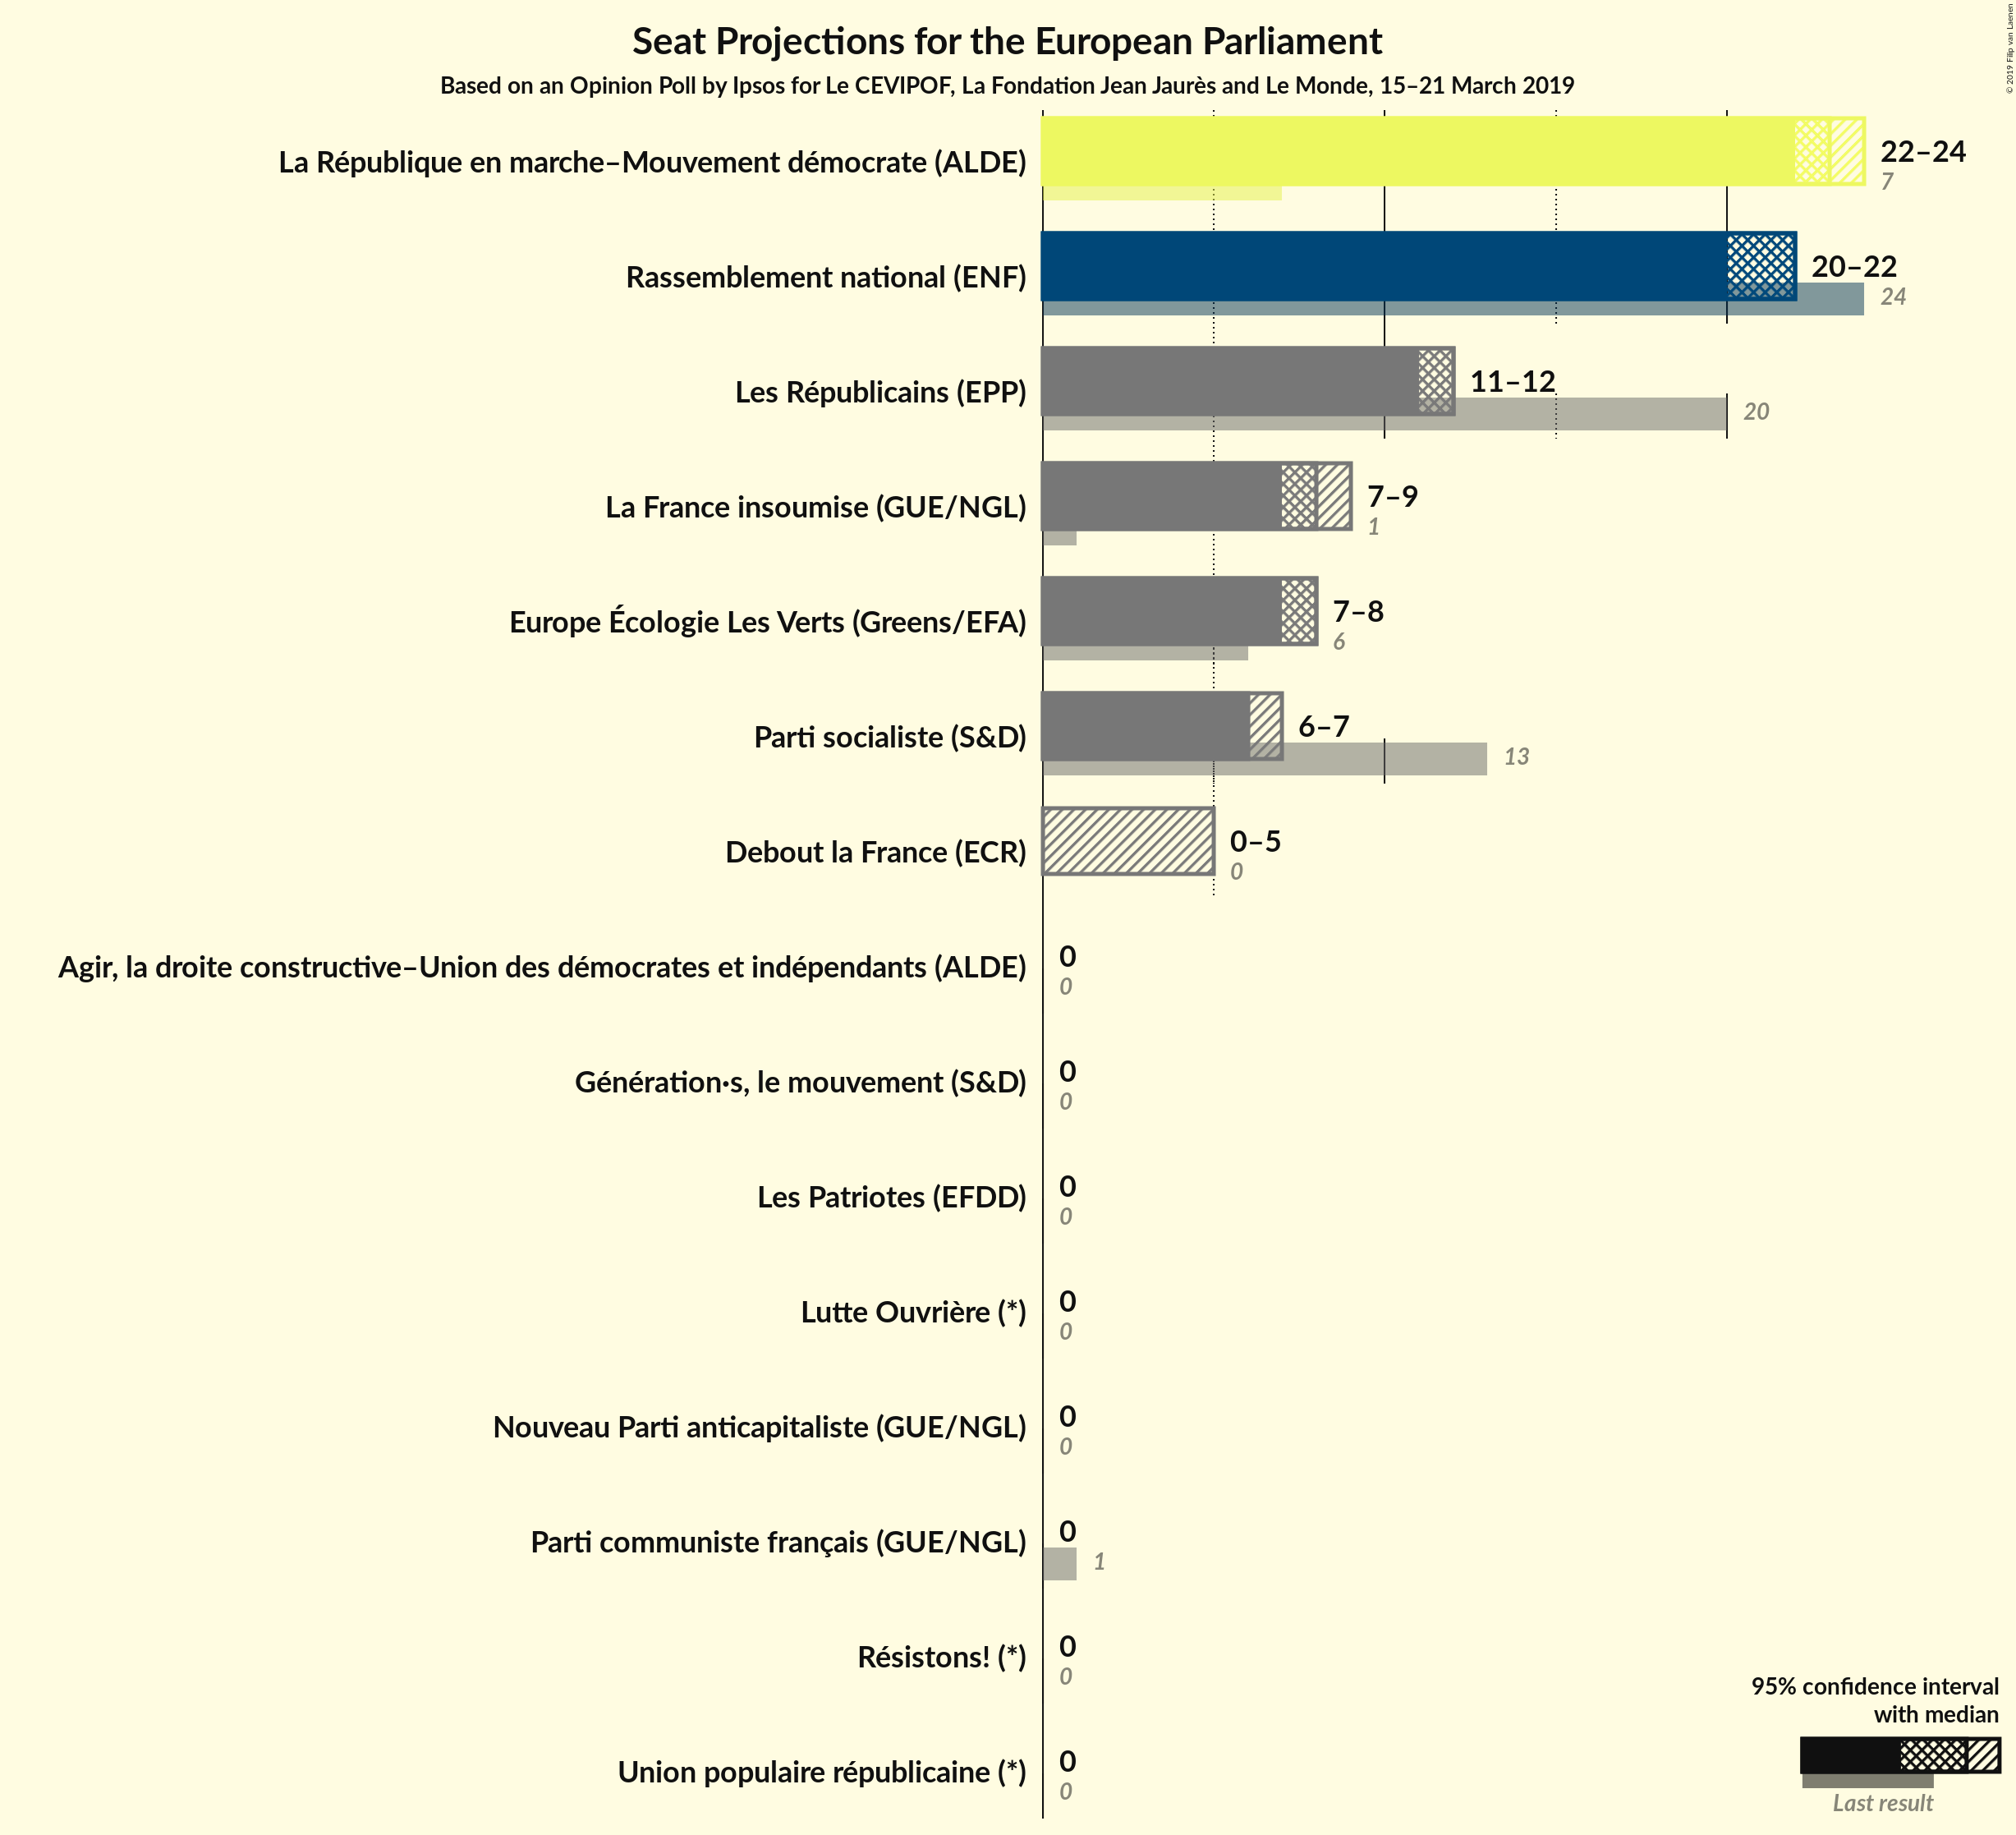 Seat Projections for the European Parliament
Based on an Opinion Poll by Ipsos for Le CEVIPOF, La Fondation Jean Jaurès and Le Monde, 15–21 March 2019
© 2019 Filip van Laenen
La République en marche–Mouvement démocrate (ALDE)
22–24
7
Rassemblement national (ENF)
20–22
24
Les Républicains (EPP)
11–12
20
La France insoumise (GUE/NGL)
7–9
1
Europe Écologie Les Verts (Greens/EFA)
7–8
6
Parti socialiste (S&D)
6–7
13
Debout la France (ECR)
0–5
0
Agir, la droite constructive–Union des démocrates et indépendants (ALDE)
0
0
Génération·s, le mouvement (S&D)
0
0
Les Patriotes (EFDD)
0
0
Lutte Ouvrière (*)
0
0
Nouveau Parti anticapitaliste (GUE/NGL)
0
0
Parti communiste français (GUE/NGL)
0
1
Résistons! (*)
0
0
Union populaire républicaine (*)
0
0
95% confidence interval
with median
Last result